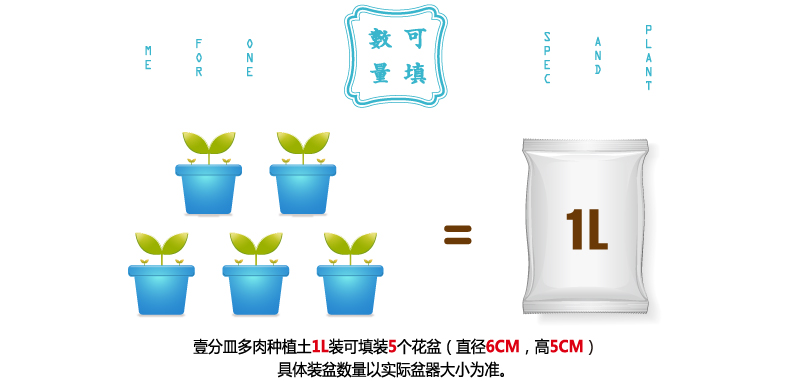 ME
FOR
ONE
可填
數量
SPEC
AND
PLANT
=
1L
壹分皿多肉种植土1L装可填装5个花盆（直径6CM，高5CM）
具体装盆数量以实际盆器大小为准。